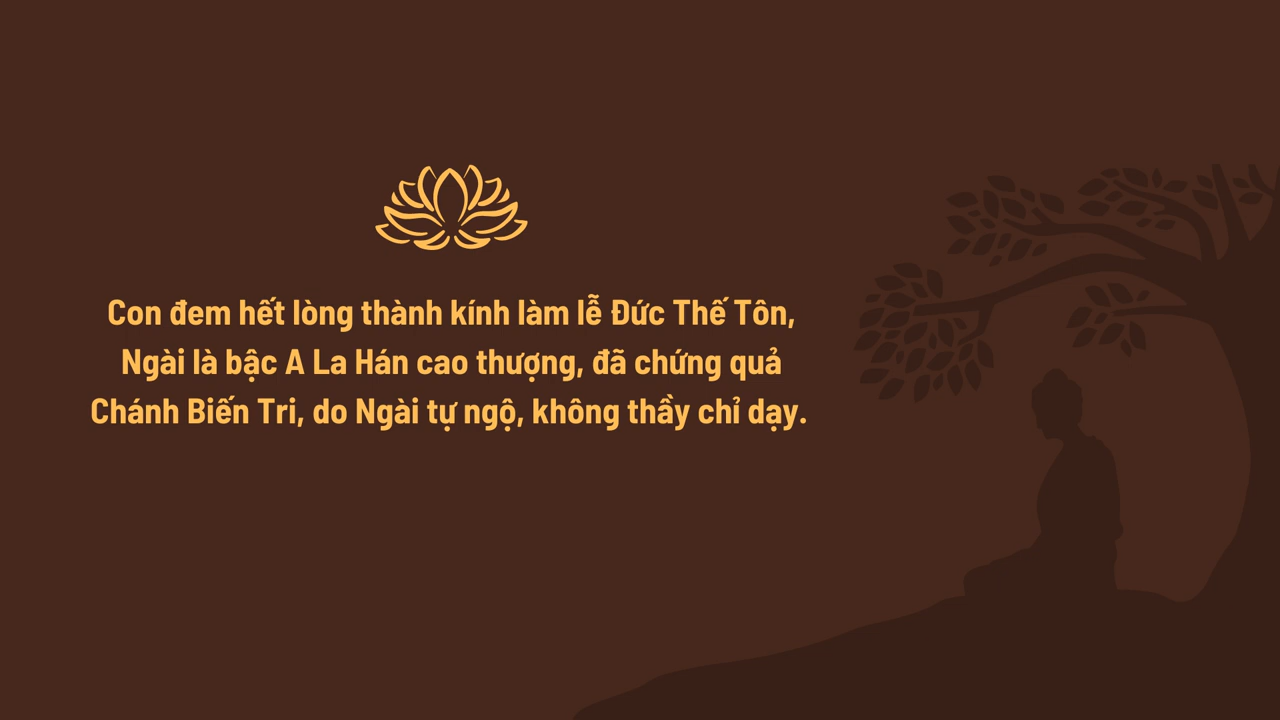 Con đem hết lòng thành kính làm lễ Đức Thế Tôn,
Ngài là bậc A La Hán cao thượng, đã chứng quả
Chánh Biến Tri, do Ngài tự ngộ, không thầy chỉ dạy.